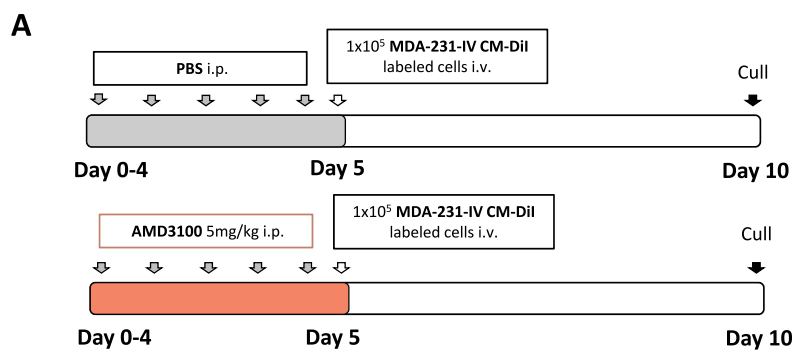 A
PBS i.p.
1x10⁵ MDA-231-IV CM-DiI
labeled cells i.v.
Cull
Day 0-4
Day 5
Day 10
AMD3100 5mg/kg i.p.
1x10⁵ MDA-231-IV CM-DiI
labeled cells i.v.
Cull
Day 0-4
Day 5
Day 10